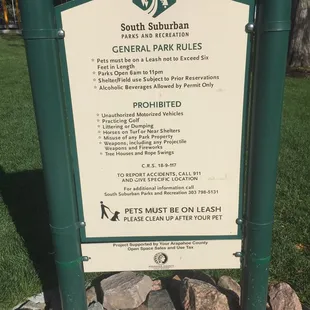 South Suburban
PARKS AND RECREATION
GENERAL PARK RULES
• Pets must be on a Leash not to Exceed Six
Feet in Length
• Parks Open 6am to 11pm
• Shelter/Field use Subject to Prior Reservations
• Alcoholic Beverages Allowed by Permit Only
PROHIBITED
• Unauthorized Motorized Vehicles
• Practicing Golf
• Littering or Dumping
• Horses on Turf or Near Shelters
• Misuse of any Park Property
• Weapons, including any Projectile
Weapons and Fireworks
• Tree Houses and Rope Swings
C.R.S. 18-9-117
TO REPORT ACCIDENTS, CALL 911
AND GIVE SPECIFIC LOCATION
For additional information call
South Suburban Parks and Recreation 303 798-5131
PETS MUST BE ON LEASH
PLEASE CLEAN UP AFTER YOUR PET
Project Supported by Your Arapahoe County
Open Space Sales and Use Tax